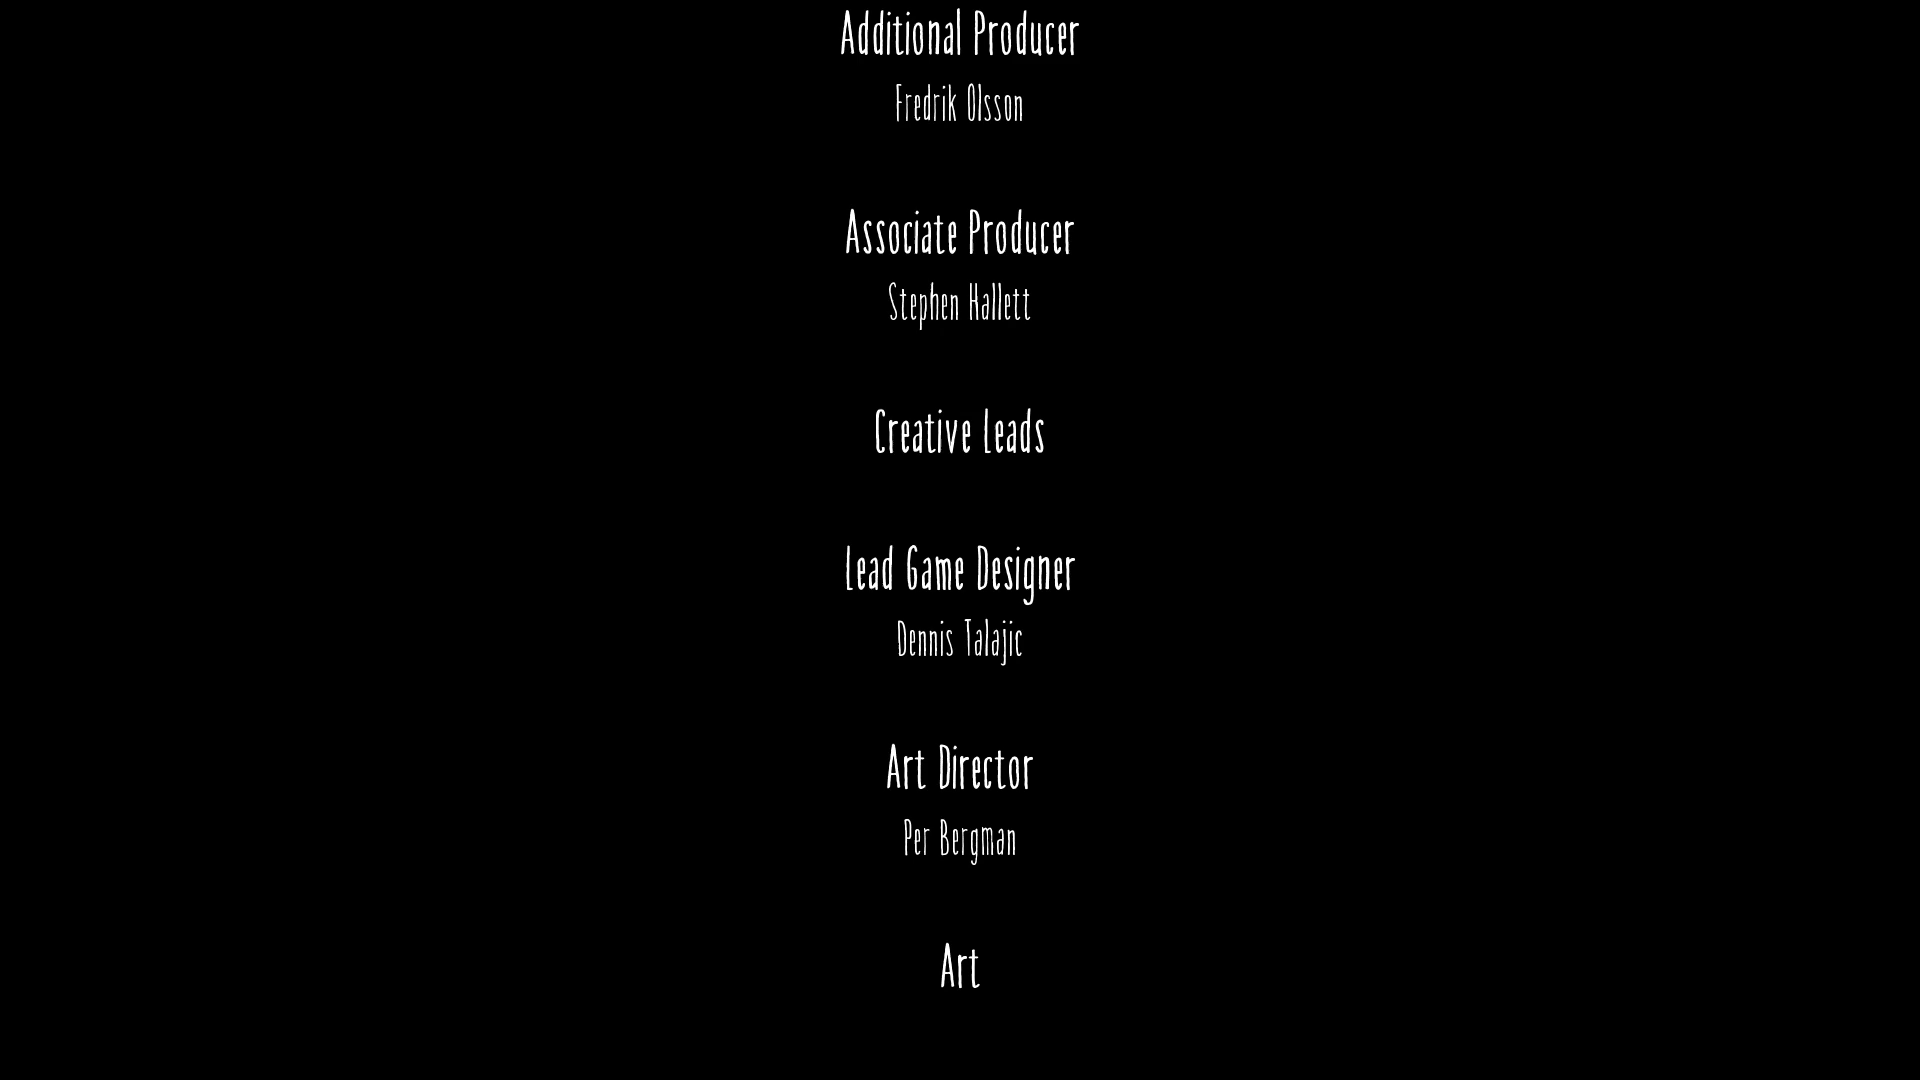 Additional Producer
Fredrik Olsson
Associate Producer
Stephen Hallett
Creative Leads
Lead Game Designer
Dennis Talajic
Art Director
Per Bergman
Art